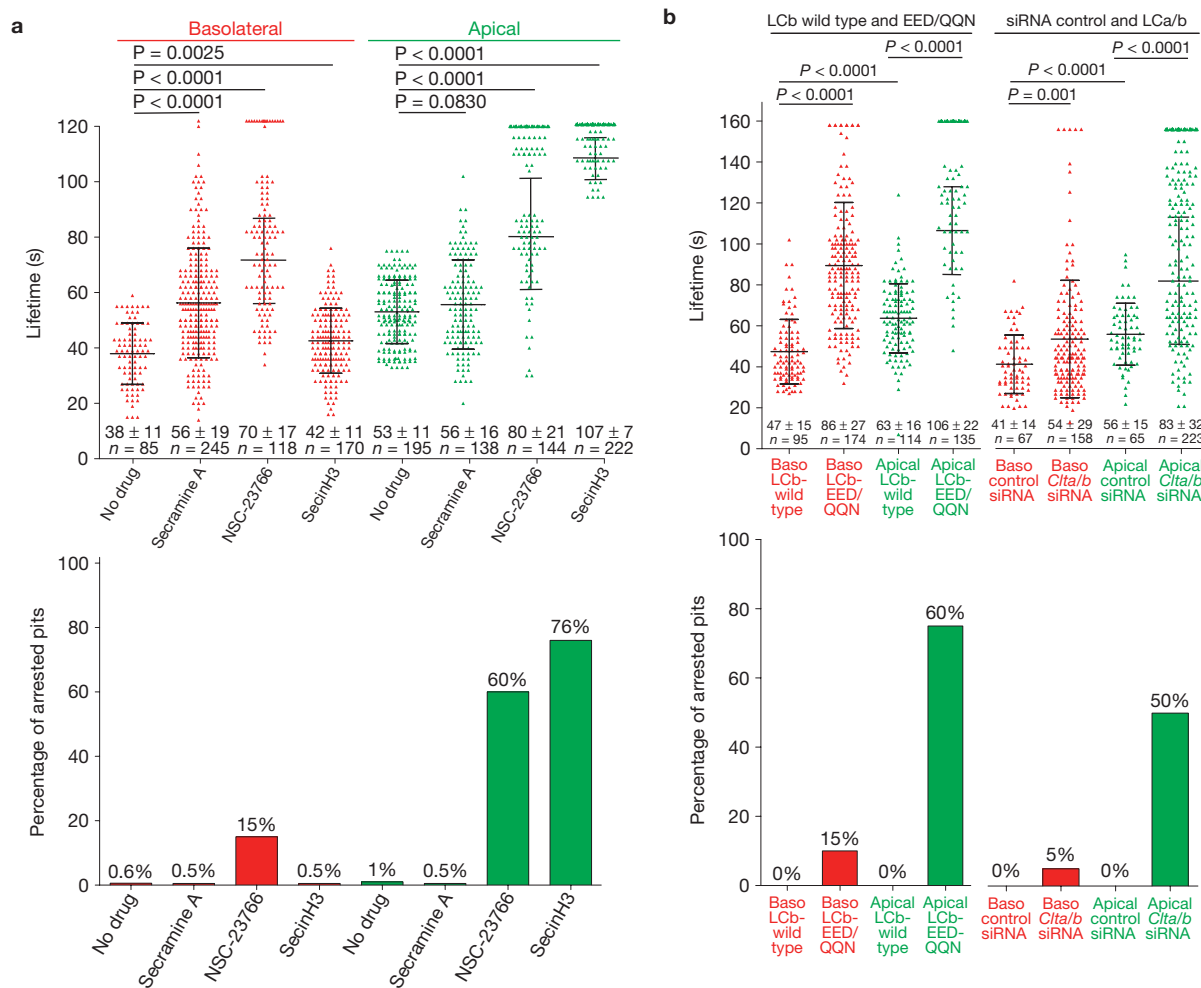 a
Basolateral
Apical
P = 0.0025
P < 0.0001
P < 0.0001
P < 0.0001
P < 0.0001
P = 0.0830
Lifetime (s)
120
100
80
60
40
20
0
38 ± 11
n = 85
56 ± 19
n = 245
70 ± 17
n = 118
42 ± 11
n = 170
53 ± 11
n = 195
56 ± 16
n = 138
80 ± 21
n = 144
107 ± 7
n = 222
No drug
Secramine A
NSC-23766
SecinH3
No drug
Secramine A
NSC-23766
SecinH3
Percentage of arrested pits
100
80
60
40
20
0
0.6%
0.5%
15%
0.5%
1%
0.5%
60%
76%
No drug
Secramine A
NSC-23766
SecinH3
No drug
Secramine A
NSC-23766
SecinH3
b
LCb wild type and EED/QQN
siRNA control and LCa/b
P < 0.0001
P < 0.0001
P < 0.0001
P < 0.0001
P < 0.0001
P = 0.001
Lifetime (s)
160
140
120
100
80
60
40
20
0
47 ± 15
n = 95
86 ± 27
n = 174
63 ± 16
n = 114
106 ± 22
n = 135
41 ± 14
n = 67
54 ± 29
n = 158
56 ± 15
n = 65
83 ± 32
n = 223
Baso
LCb-
wild
type
Baso
LCb-
EED/
QQN
Apical
LCb-
wild
type
Apical
LCb-
EED/
QQN
Baso
control
siRNA
Baso
Clta/b
siRNA
Apical
control
siRNA
Apical
Clta/b
siRNA
Percentage of arrested pits
100
80
60
40
20
0
0%
15%
0%
60%
0%
5%
0%
50%
Baso
LCb-
wild
type
Baso
LCb-
EED/
QQN
Apical
LCb-
wild
type
Apical
LCb-
EED-
QQN
Baso
control
siRNA
Baso
Clta/b
siRNA
Apical
control
siRNA
Apical
Clta/b
siRNA